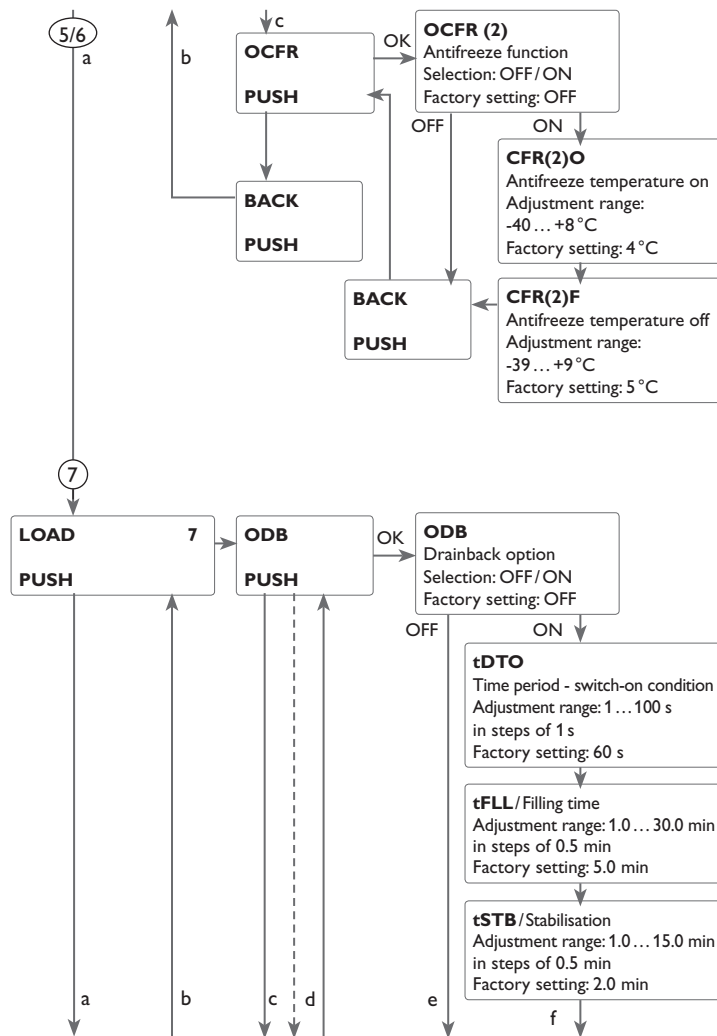 5/6
a
b
c
OCFR
PUSH
OK
OCFR (2)
Antifreeze function
Selection: OFF / ON
Factory setting: OFF
OFF
ON
CFR(2)O
Antifreeze temperature on
Adjustment range:
-40 … +8 °C
Factory setting: 4 °C
BACK
PUSH
BACK
PUSH
CFR(2)F
Antifreeze temperature off
Adjustment range:
-39 … +9 °C
Factory setting: 5 °C
7
LOAD 7
PUSH
ODB
PUSH
OK
ODB
Drainback option
Selection: OFF / ON
Factory setting: OFF
OFF
ON
tDTO
Time period - switch-on condition
Adjustment range: 1 … 100 s
in steps of 1 s
Factory setting: 60 s
tFLL / Filling time
Adjustment range: 1.0 … 30.0 min
in steps of 0.5 min
Factory setting: 5.0 min
tSTB / Stabilisation
Adjustment range: 1.0 … 15.0 min
in steps of 0.5 min
Factory setting: 2.0 min
a
b
c
d
e
f